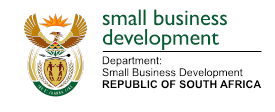 small business
development
Department:
Small Business Development
REPUBLIC OF SOUTH AFRICA